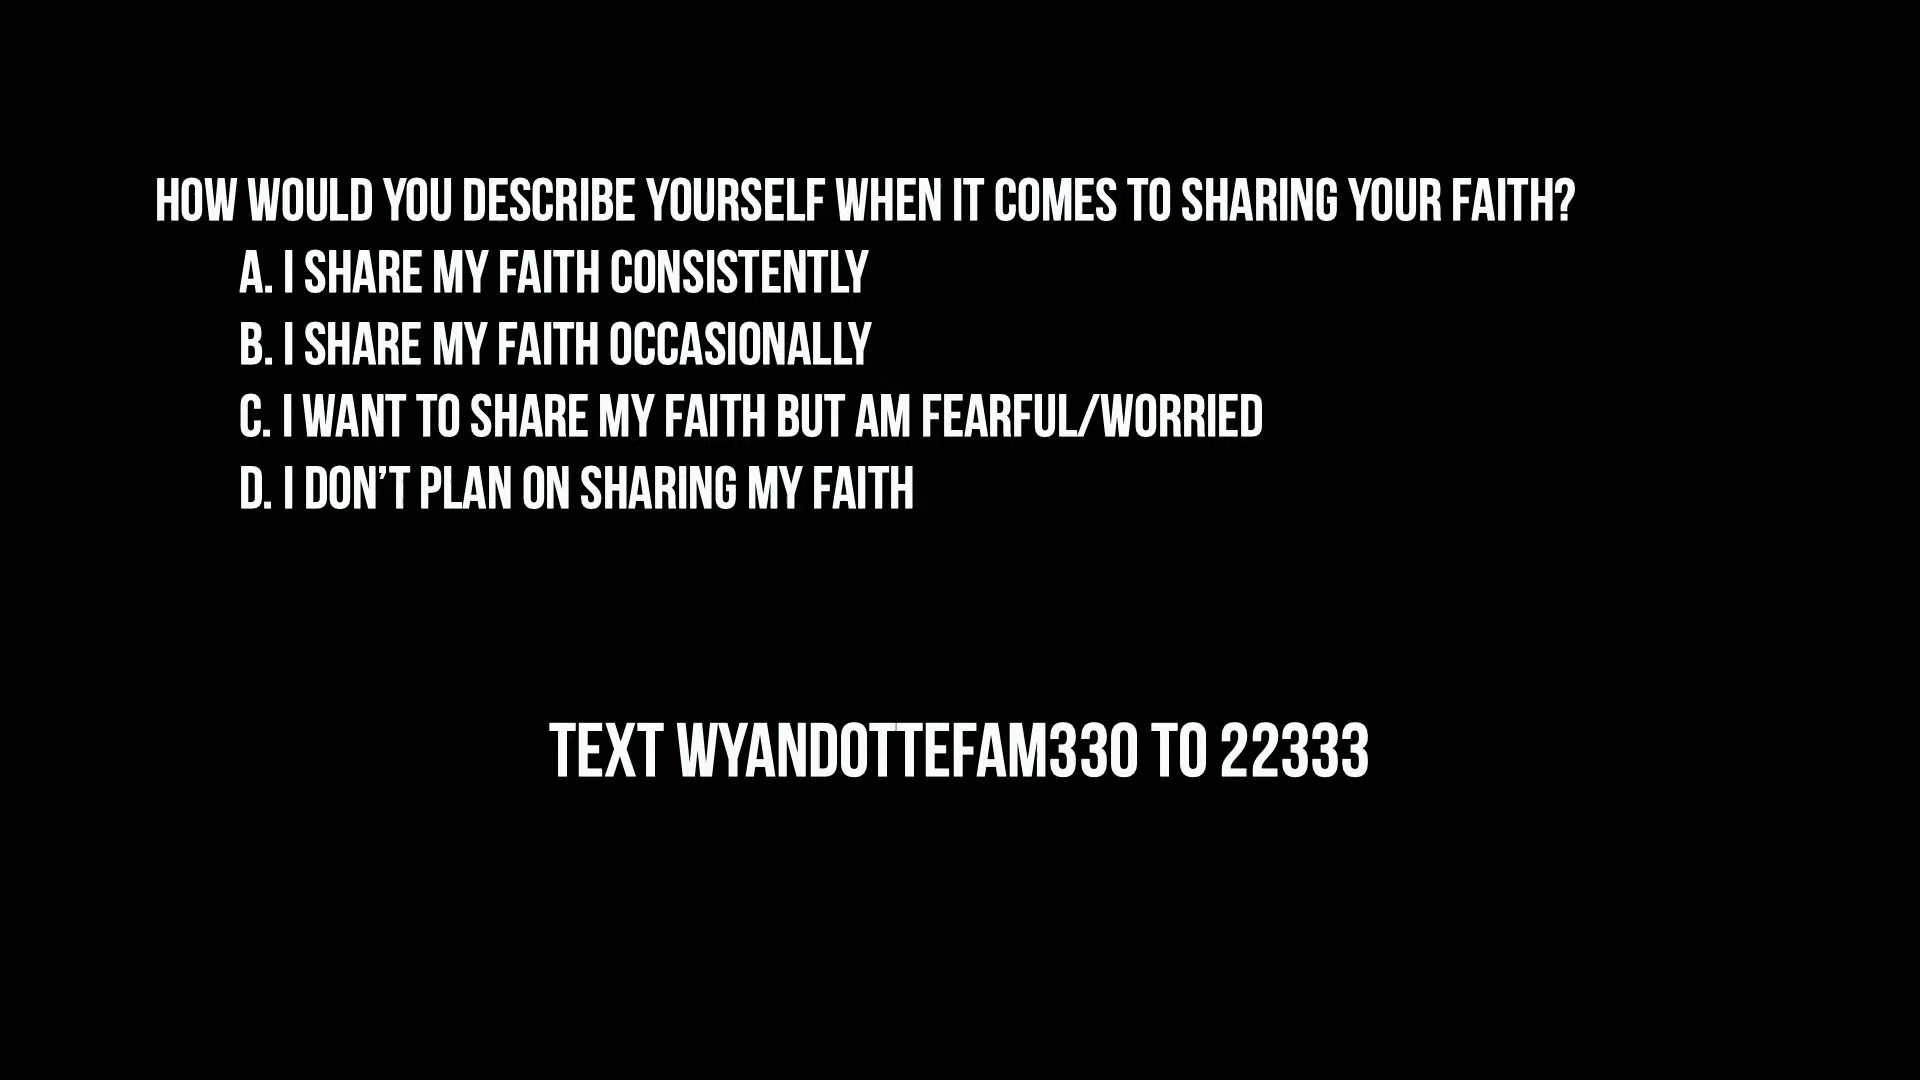 HOW WOULD YOU DESCRIBE YOURSELF WHEN IT COMES TO SHARING YOUR FAITH?
A. I SHARE MY FAITH CONSISTENTLY
B. I SHARE MY FAITH OCCASIONALLY
C. I WANT TO SHARE MY FAITH BUT AM FEARFUL/WORRIED
D. I DON’T PLAN ON SHARING MY FAITH
TEXT WYANDOTTEFAM330 TO 22333